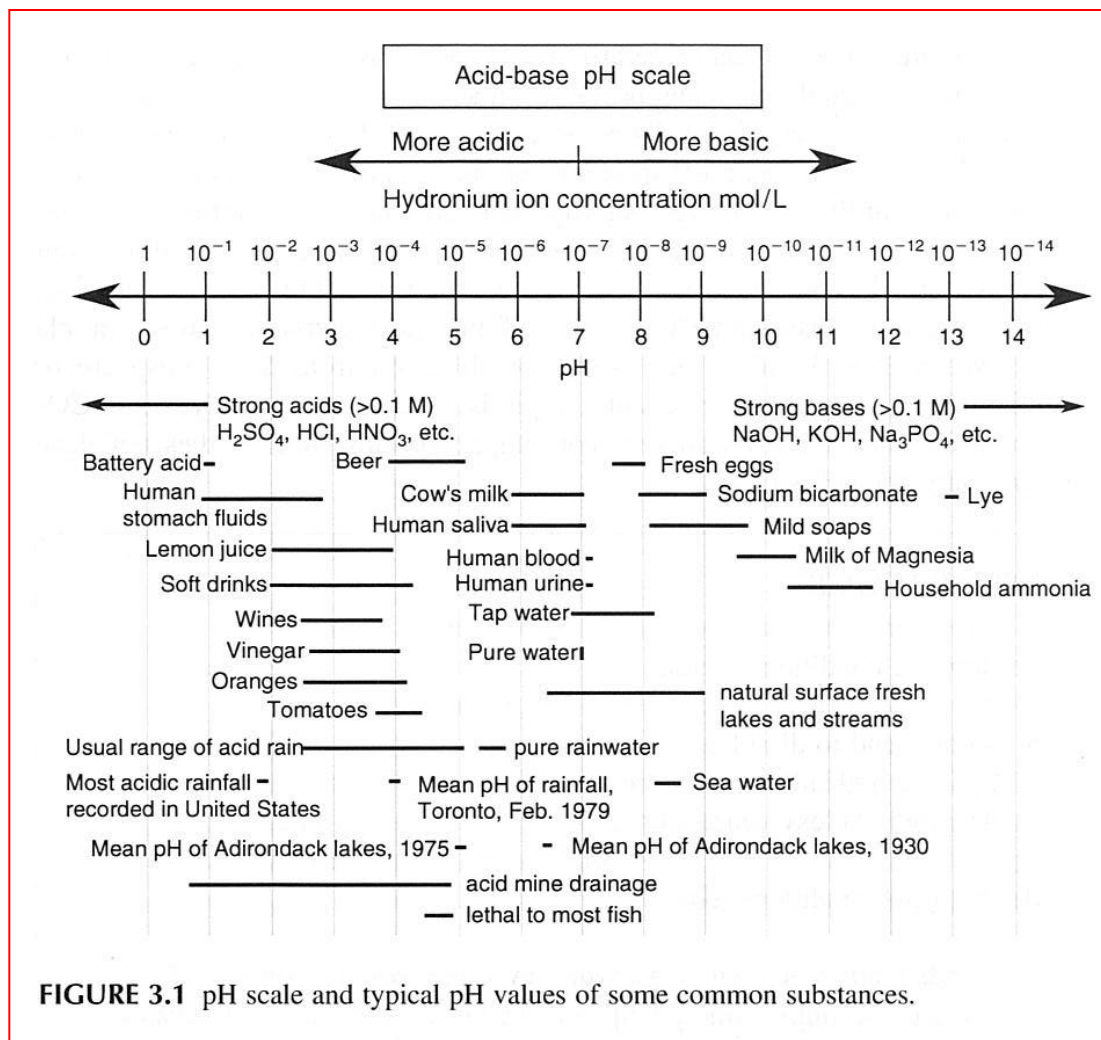 Acid-base pH scale
More acidic More basic
Hydronium ion concentration mol/L
1 10⁻¹ 10⁻² 10⁻³ 10⁻⁴ 10⁻⁵ 10⁻⁶ 10⁻⁷ 10⁻⁸ 10⁻⁹ 10⁻¹⁰ 10⁻¹¹ 10⁻¹² 10⁻¹³ 10⁻¹⁴
0 1 2 3 4 5 6 7 8 9 10 11 12 13 14
pH
Strong acids (>0.1 M)
H₂SO₄, HCl, HNO₃, etc.
Strong bases (>0.1 M)
NaOH, KOH, Na₃PO₄, etc.
Battery acid
Beer
Fresh eggs
Human
stomach fluids
Cow's milk
Sodium bicarbonate
Lye
Human saliva
Mild soaps
Lemon juice
Human blood
Milk of Magnesia
Soft drinks
Human urine
Household ammonia
Wines
Tap water
Vinegar
Pure water
Oranges
natural surface fresh
lakes and streams
Tomatoes
Usual range of acid rain
pure rainwater
Most acidic rainfall
recorded in United States
Mean pH of rainfall,
Toronto, Feb. 1979
Sea water
Mean pH of Adirondack lakes, 1975
Mean pH of Adirondack lakes, 1930
acid mine drainage
lethal to most fish
FIGURE 3.1 pH scale and typical pH values of some common substances.